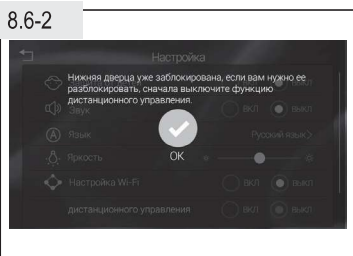 8.6-2
Настройка
Нижняя дверца уже заблокирована, если вам нужно ее
разблокировать, сначала выключите функцию
дистанционного управления.
ВЫКЛ
Звук ВКЛ ВЫКЛ
Язык Русский язык
Яркость
OK
Настройка Wi-Fi ВКЛ ВЫКЛ
дистанционного управления ВКЛ ВЫКЛ